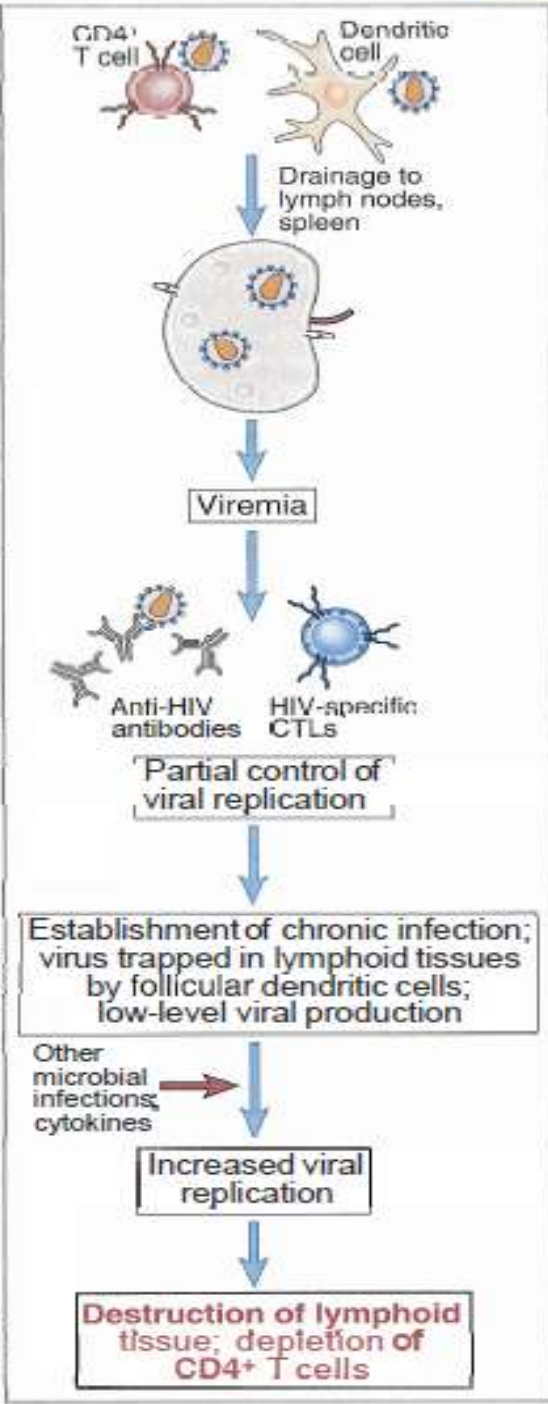 CD4+
T cell
Dendritic
cell
Drainage to
lymph nodes,
spleen
Viremia
Anti-HIV
antibodies
HIV-specific
CTLs
Partial control of
viral replication
Establishment of chronic infection;
virus trapped in lymphoid tissues
by follicular dendritic cells;
low-level viral production
Other
microbial
infections;
cytokines
Increased viral
replication
Destruction of lymphoid
tissue; depletion of
CD4+ T cells